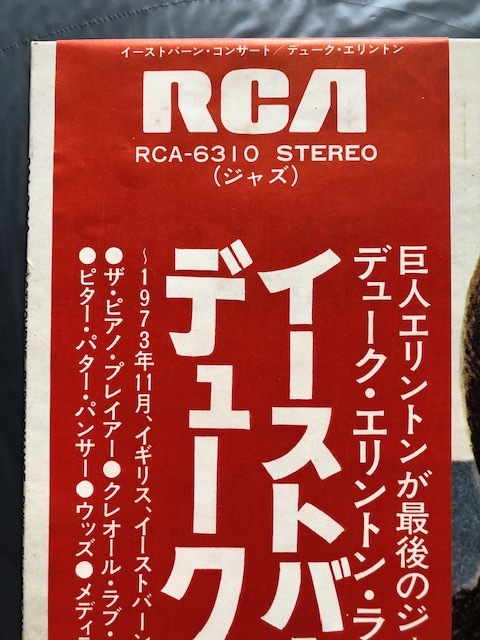 イーストバーン・コンサート／デューク・エリントン
RCA
RCA-6310 STEREO
（ジャズ）
巨人エリントンが最後のジ
デューク・エリントン・ラ
イーストバ
デューク
〜1973年11月、イギリス、イーストバーン
●ザ・ピアノ・プレイアー●クレオール・ラブ・
●ピター・パター・パンサー●ウッズ●メディ